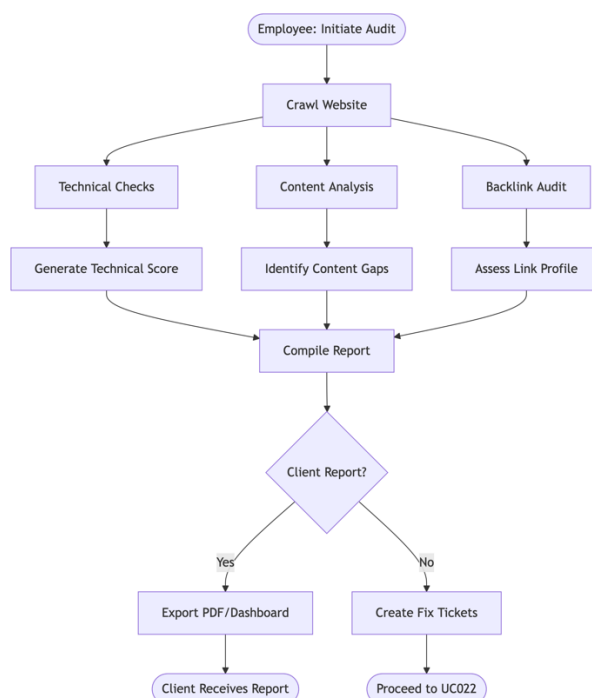 Employee: Initiate Audit
Crawl Website
Technical Checks
Content Analysis
Backlink Audit
Generate Technical Score
Identify Content Gaps
Assess Link Profile
Compile Report
Client Report?
Yes
No
Export PDF/Dashboard
Create Fix Tickets
Client Receives Report
Proceed to UC022